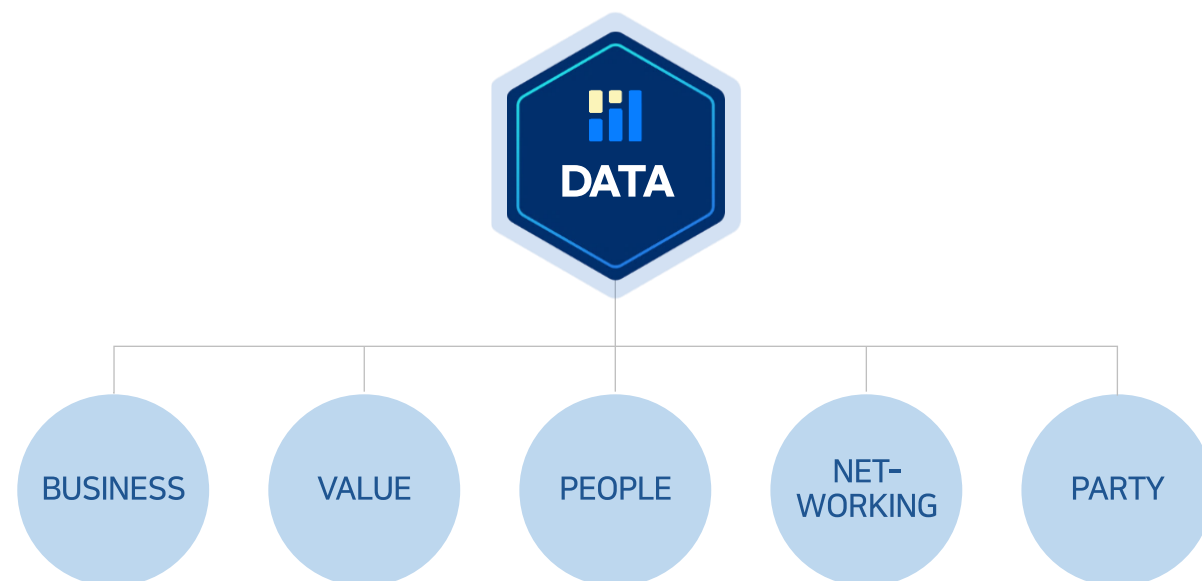 DATA
BUSINESS
VALUE
PEOPLE
NET-
WORKING
PARTY